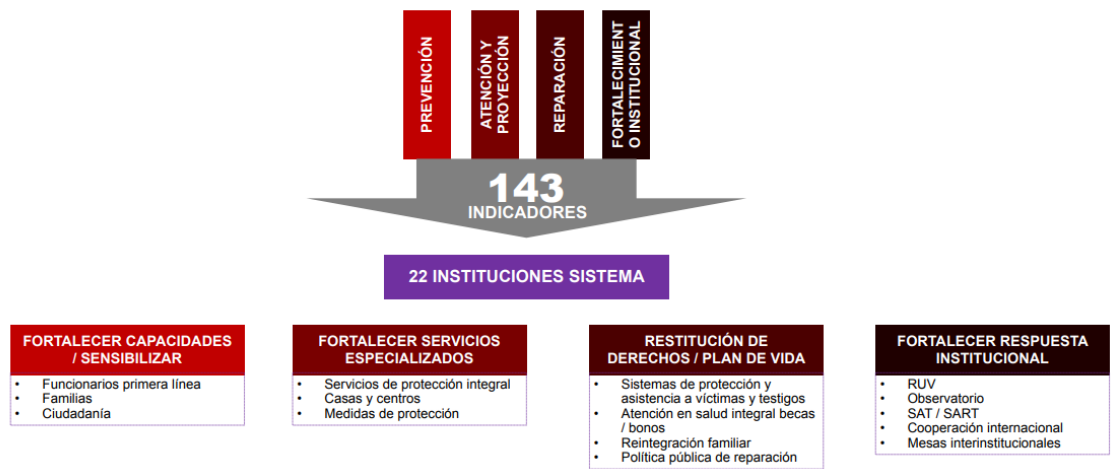 PREVENCIÓN
ATENCIÓN Y
PROYECCIÓN
REPARACIÓN
FORTALECIMIENT
O INSTITUCIONAL
143
INDICADORES
22 INSTITUCIONES SISTEMA
FORTALECER CAPACIDADES
/ SENSIBILIZAR
• Funcionarios primera línea
• Familias
• Ciudadanía
FORTALECER SERVICIOS
ESPECIALIZADOS
• Servicios de protección integral
• Casas y centros
• Medidas de protección
RESTITUCIÓN DE
DERECHOS / PLAN DE VIDA
• Sistemas de protección y
asistencia a víctimas y testigos
• Atención en salud integral becas
/ bonos
• Reintegración familiar
• Política pública de reparación
FORTALECER RESPUESTA
INSTITUCIONAL
• RUV
• Observatorio
• SAT / SART
• Cooperación internacional
• Mesas interinstitucionales